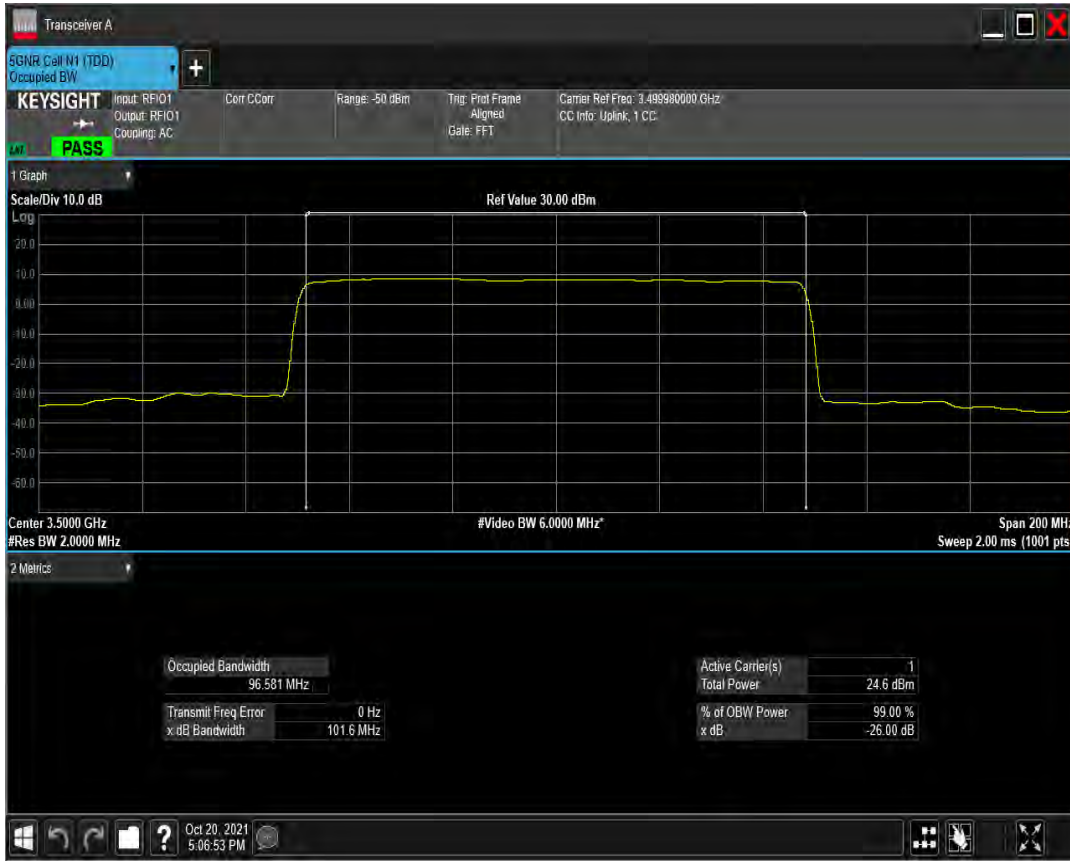 Transceiver A
5GNR Cell N1 (TDD)
Occupied BW
+
KEYSIGHT
Input: RFIO1
Output: RFIO1
Coupling: AC
Corr CCorr
Range: -50 dBm
Trig: Prot Frame
Aligned
Gate: FFT
Carrier Ref Freq: 3.499980000 GHz
CC Info: Uplink, 1 CC
PASS
1 Graph
Scale/Div 10.0 dB
Ref Value 30.00 dBm
Log
20.0
10.0
0.00
-10.0
-20.0
-30.0
-40.0
-50.0
-60.0
Center 3.5000 GHz
#Video BW 6.0000 MHz*
Span 200 MHz
#Res BW 2.0000 MHz
Sweep 2.00 ms (1001 pts
2 Metrics
Occupied Bandwidth
96.581 MHz
Transmit Freq Error 0 Hz
x dB Bandwidth 101.6 MHz
Active Carrier(s) 1
Total Power 24.6 dBm
% of OBW Power 99.00 %
x dB -26.00 dB
?
Oct 20, 2021
5:06:53 PM